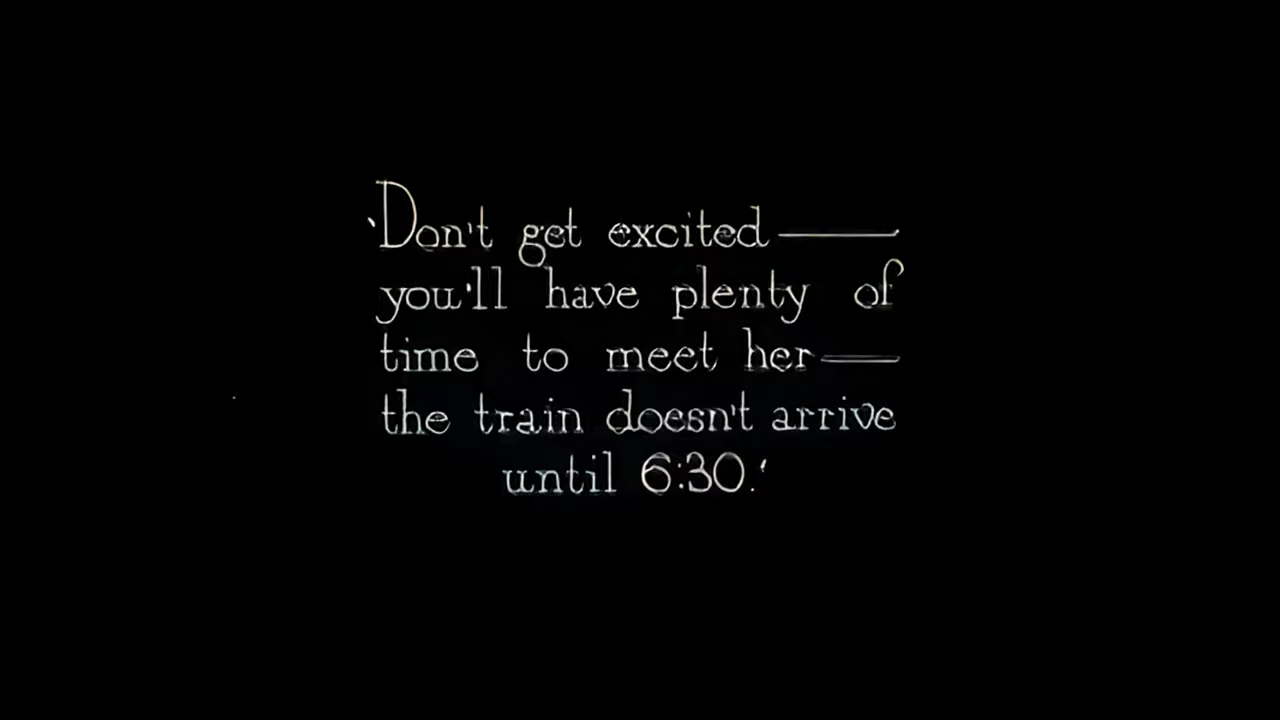 ‘Don't get excited——
you'll have plenty of
time to meet her——
the train doesn't arrive
until 6:30.’